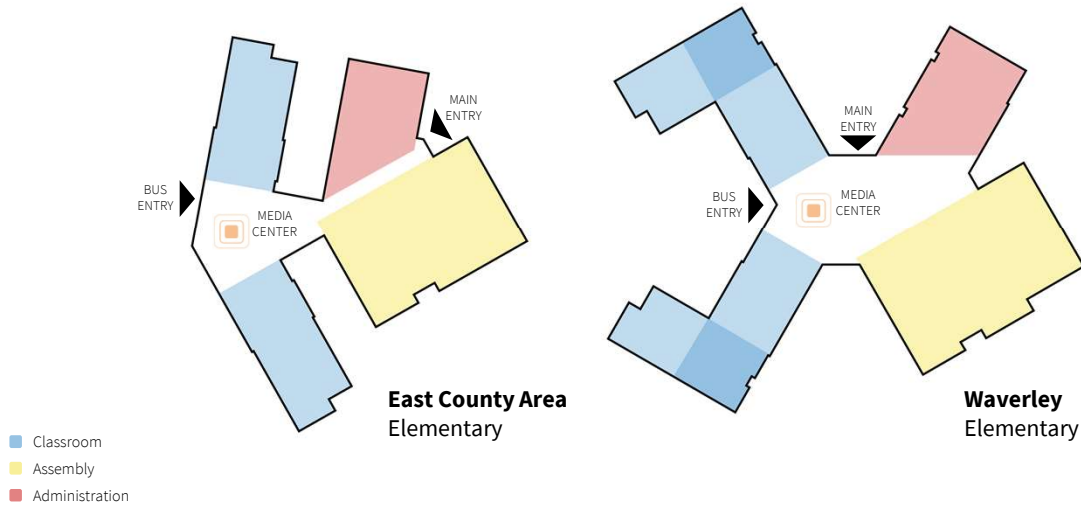 MAIN
ENTRY
BUS
ENTRY
MEDIA
CENTER
East County Area
Elementary
MAIN
ENTRY
BUS
ENTRY
MEDIA
CENTER
Waverley
Elementary
Classroom
Assembly
Administration